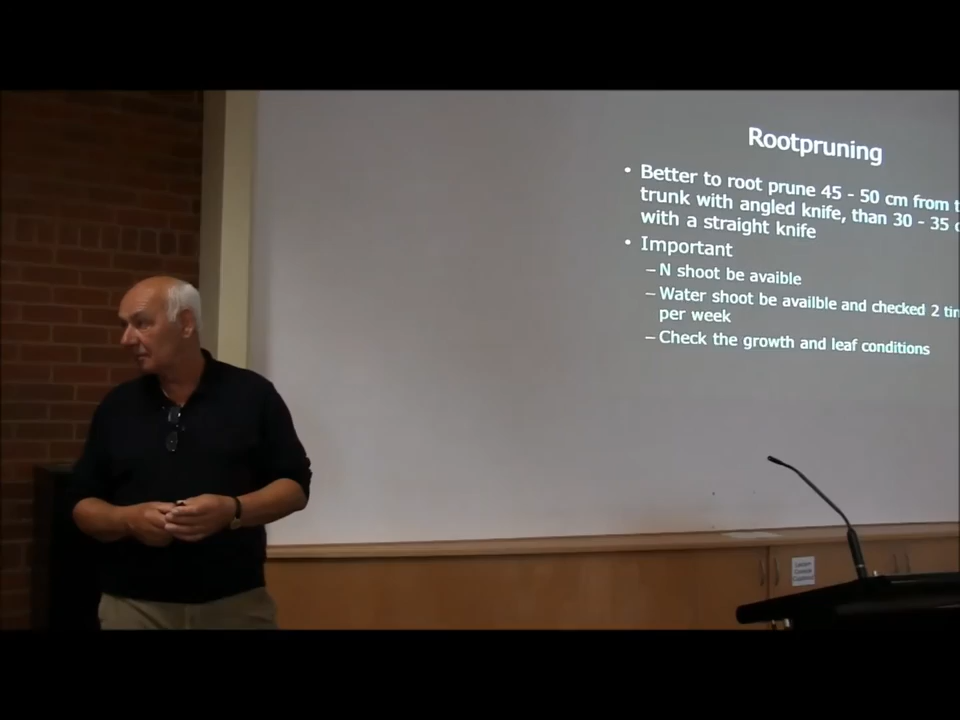 Rootpruning
• Better to root prune 45 - 50 cm from
trunk with angled knife, than 30 - 35
with a straight knife
• Important
– N shoot be avaible
– Water shoot be availble and checked 2
per week
– Check the growth and leaf conditions